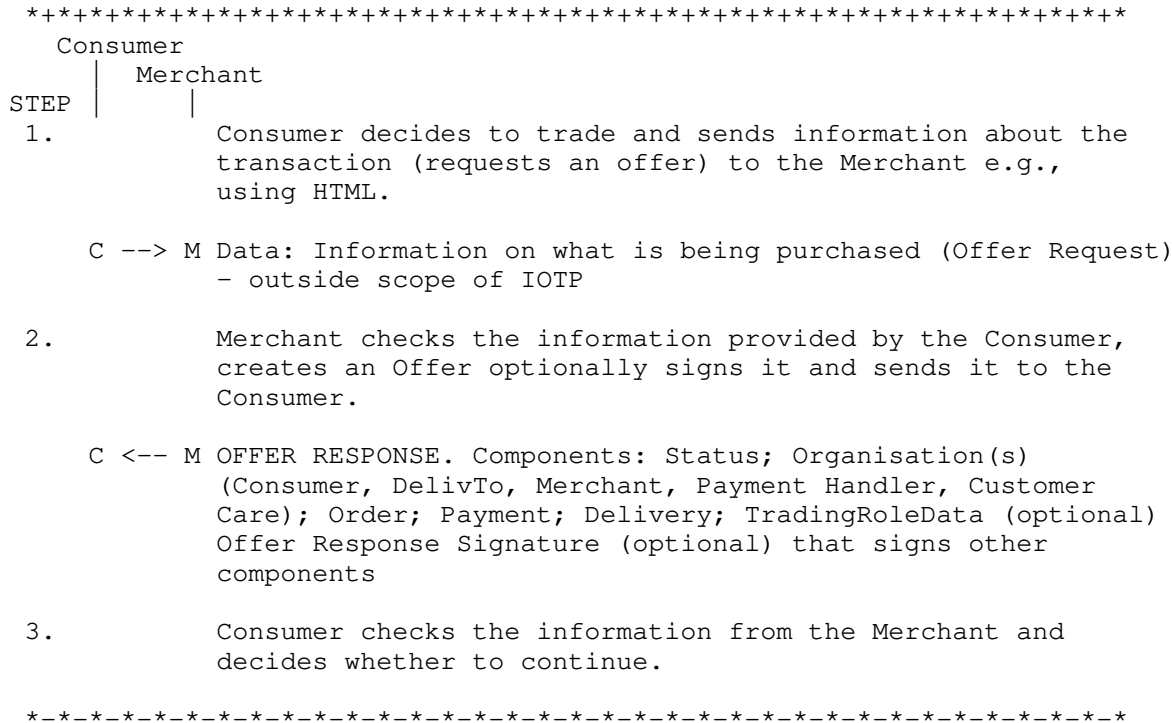 *+*+*+*+*+*+*+*+*+*+*+*+*+*+*+*+*+*+*+*+*+*+*+*+*+*+*+*+*+*+*+*+*+*+*
Consumer
| Merchant
STEP | |
1. Consumer decides to trade and sends information about the
transaction (requests an offer) to the Merchant e.g.,
using HTML.
C --> M Data: Information on what is being purchased (Offer Request)
- outside scope of IOTP
2. Merchant checks the information provided by the Consumer,
creates an Offer optionally signs it and sends it to the
Consumer.
C <-- M OFFER RESPONSE. Components: Status; Organisation(s)
(Consumer, DelivTo, Merchant, Payment Handler, Customer
Care); Order; Payment; Delivery; TradingRoleData (optional)
Offer Response Signature (optional) that signs other
components
3. Consumer checks the information from the Merchant and
decides whether to continue.
*-*-*-*-*-*-*-*-*-*-*-*-*-*-*-*-*-*-*-*-*-*-*-*-*-*-*-*-*-*-*-*-*-*-*